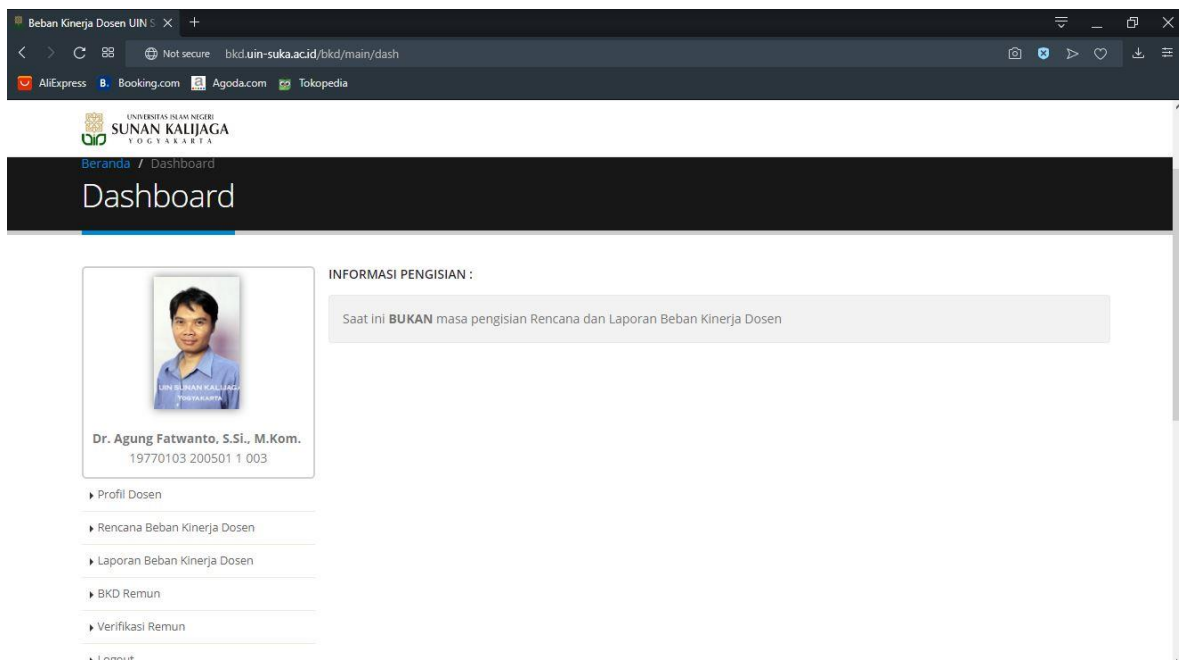 Beban Kinerja Dosen UIN S
Not secure bkd.uin-suka.ac.id/bkd/main/dash
AliExpress B. Booking.com a Agoda.com Tokopedia
UNIVERSITAS ISLAM NEGERI
SUNAN KALIJAGA
YOGYAKARTA
Beranda / Dashboard
Dashboard
INFORMASI PENGISIAN :
Saat ini BUKAN masa pengisian Rencana dan Laporan Beban Kinerja Dosen
UIN SUNAN KALIJAGA
YOGYAKARTA
Dr. Agung Fatwanto, S.Si., M.Kom.
19770103 200501 1 003
Profil Dosen
Rencana Beban Kinerja Dosen
Laporan Beban Kinerja Dosen
BKD Remun
Verifikasi Remun
Logout